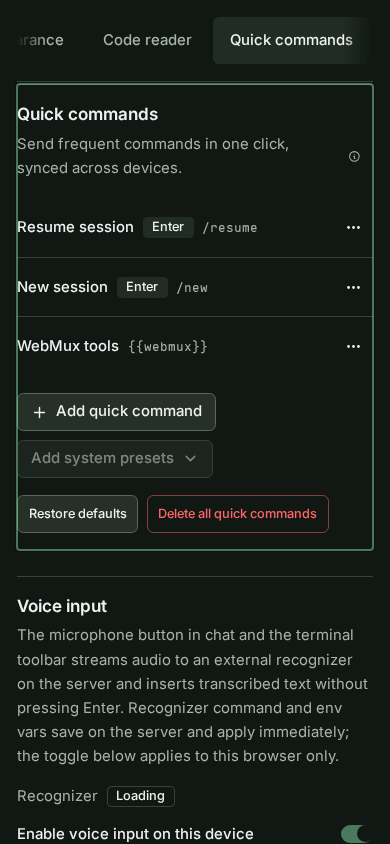 Code reader
Quick commands
Quick commands
Send frequent commands in one click,
synced across devices.
Resume session Enter /resume
New session Enter /new
WebMux tools {{webmux}}
Add quick command
Add system presets
Restore defaults Delete all quick commands
Voice input
The microphone button in chat and the terminal
toolbar streams audio to an external recognizer
on the server and inserts transcribed text without
pressing Enter. Recognizer command and env
vars save on the server and apply immediately;
the toggle below applies to this browser only.
Recognizer Loading
Enable voice input on this device